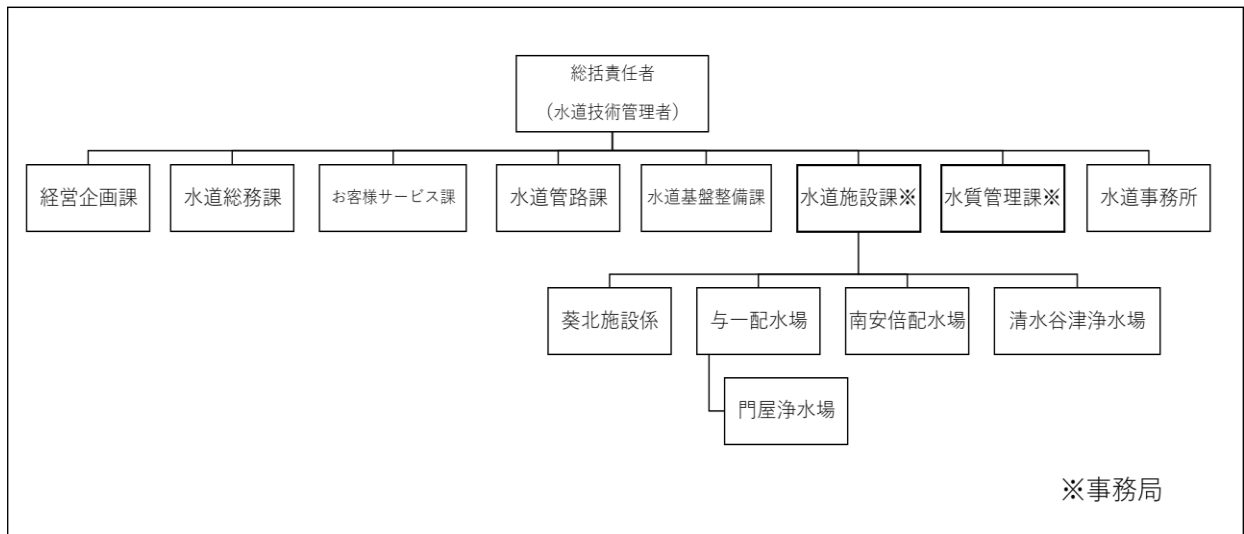 総括責任者
（水道技術管理者）
経営企画課
水道総務課
お客様サービス課
水道管路課
水道基盤整備課
水道施設課※
水質管理課※
水道事務所
葵北施設係
与一配水場
南安倍配水場
清水谷津浄水場
門屋浄水場
※事務局